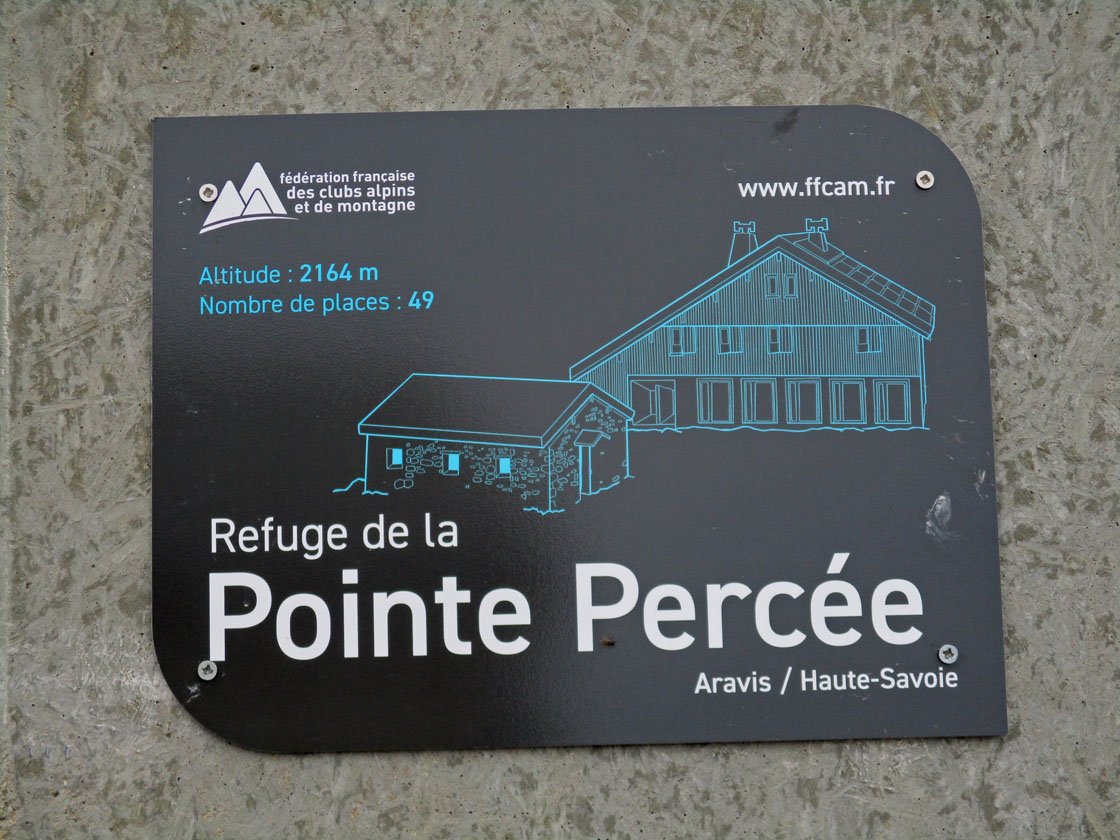 fédération française
des clubs alpins
et de montagne
www.ffcam.fr
Altitude : 2164 m
Nombre de places : 49
Refuge de la
Pointe Percée
Aravis / Haute-Savoie